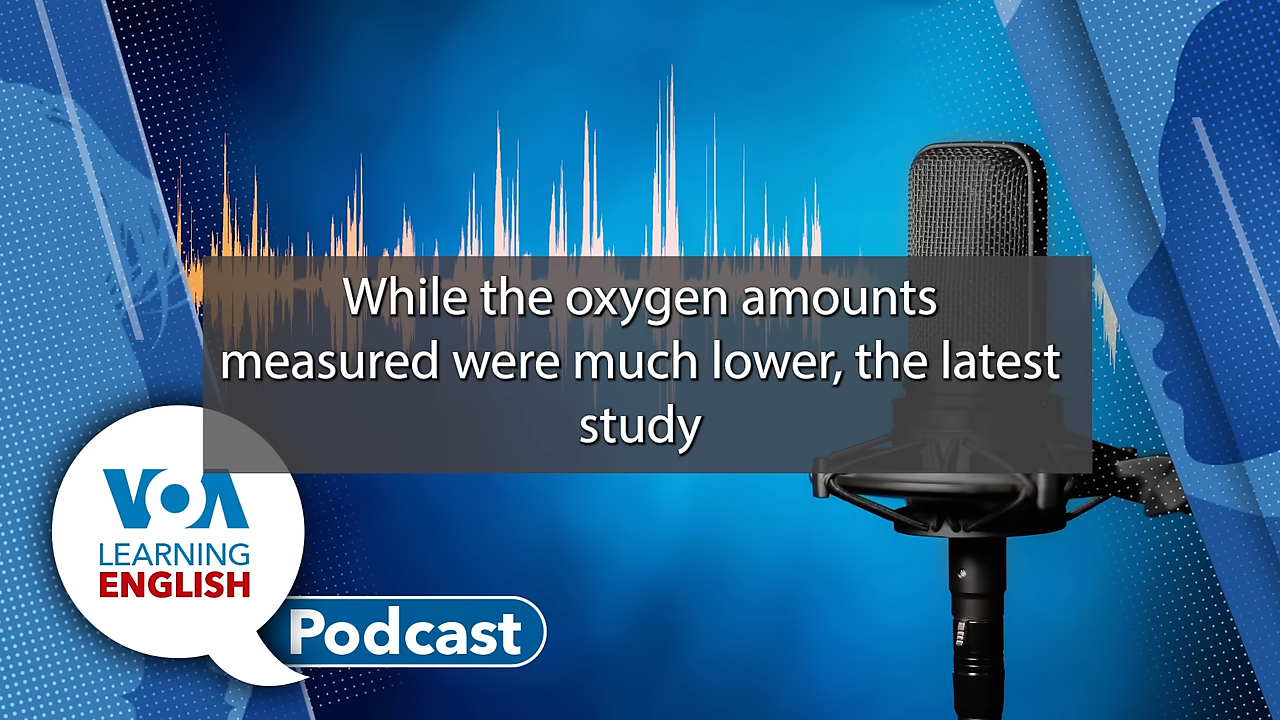 While the oxygen amounts
measured were much lower, the latest
study
VOA
LEARNING
ENGLISH
Podcast